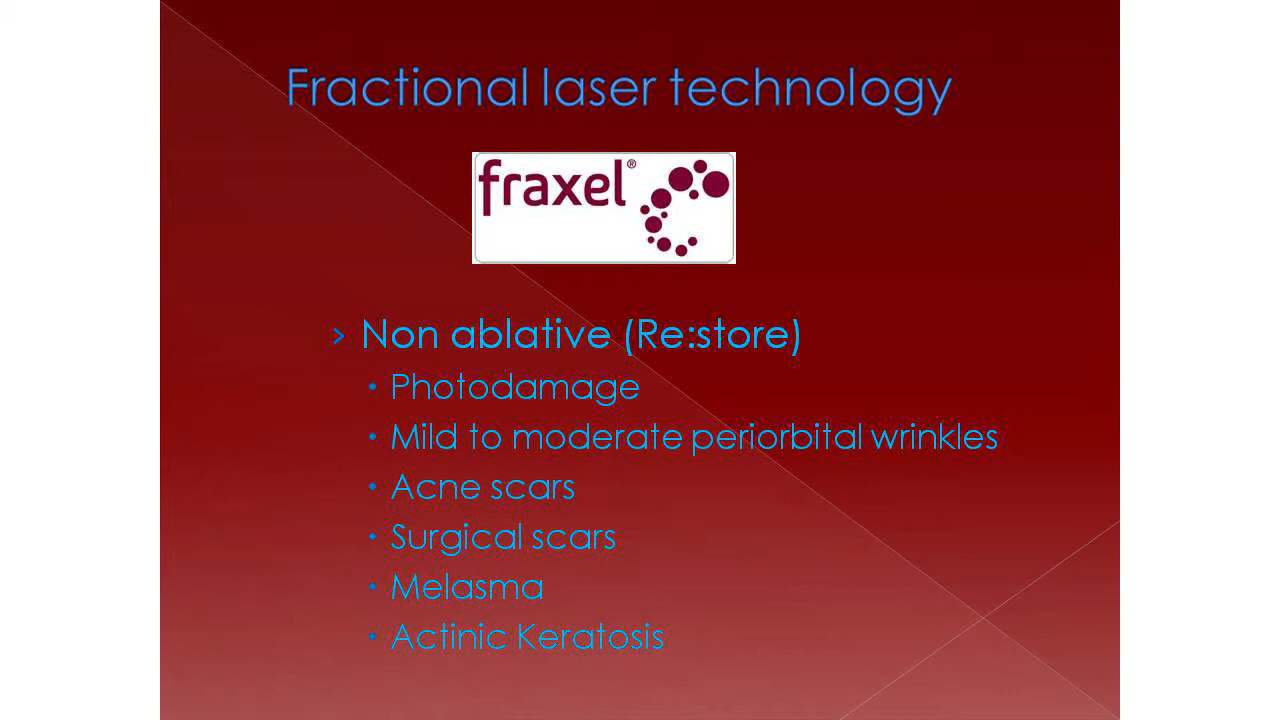 Fractional laser technology
fraxel®
› Non ablative (Re:store)
Photodamage
Mild to moderate periorbital wrinkles
Acne scars
Surgical scars
Melasma
Actinic Keratosis